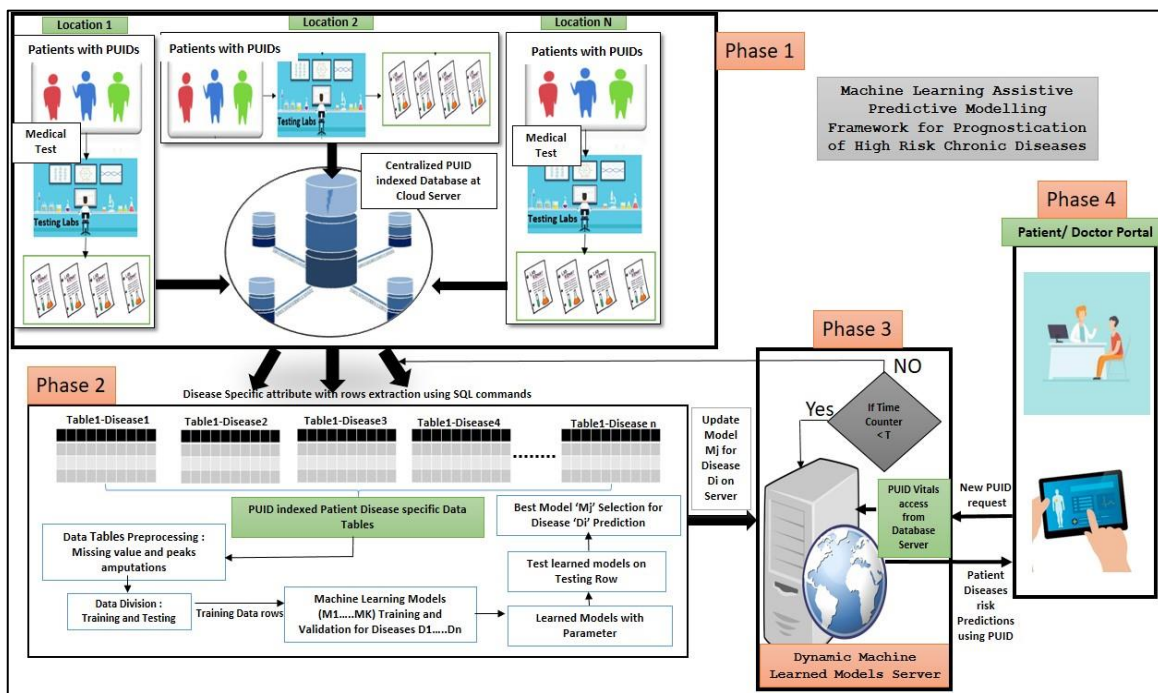 Location 1
Patients with PUIDs
Medical
Test
Testing Labs
Location 2
Patients with PUIDs
Testing Labs
Location N
Patients with PUIDs
Medical
Test
Testing Labs
Centralized PUID
indexed Database at
Cloud Server
Phase 1
Machine Learning Assistive
Predictive Modelling
Framework for Prognostication
of High Risk Chronic Diseases
Phase 2
Disease Specific attribute with rows extraction using SQL commands
Table1-Disease1
Table1-Disease2
Table1-Disease3
Table1-Disease4
Table1-Disease n
........
PUID indexed Patient Disease specific Data
Tables
Data Tables Preprocessing :
Missing value and peaks
amputations
Data Division :
Training and Testing
Training Data rows
Machine Learning Models
(M1.....MK) Training and
Validation for Diseases D1.....Dn
Learned Models with
Parameter
Test learned models on
Testing Row
Best Model ‘Mj’ Selection for
Disease ‘Di’ Prediction
Update
Model
Mj for
Disease
Di on
Server
Phase 3
NO
Yes
If Time
Counter
< T
PUID Vitals
access
from
Database
Server
Dynamic Machine
Learned Models Server
New PUID
request
Patient
Diseases
risk
Predictions
using PUID
Phase 4
Patient/ Doctor Portal